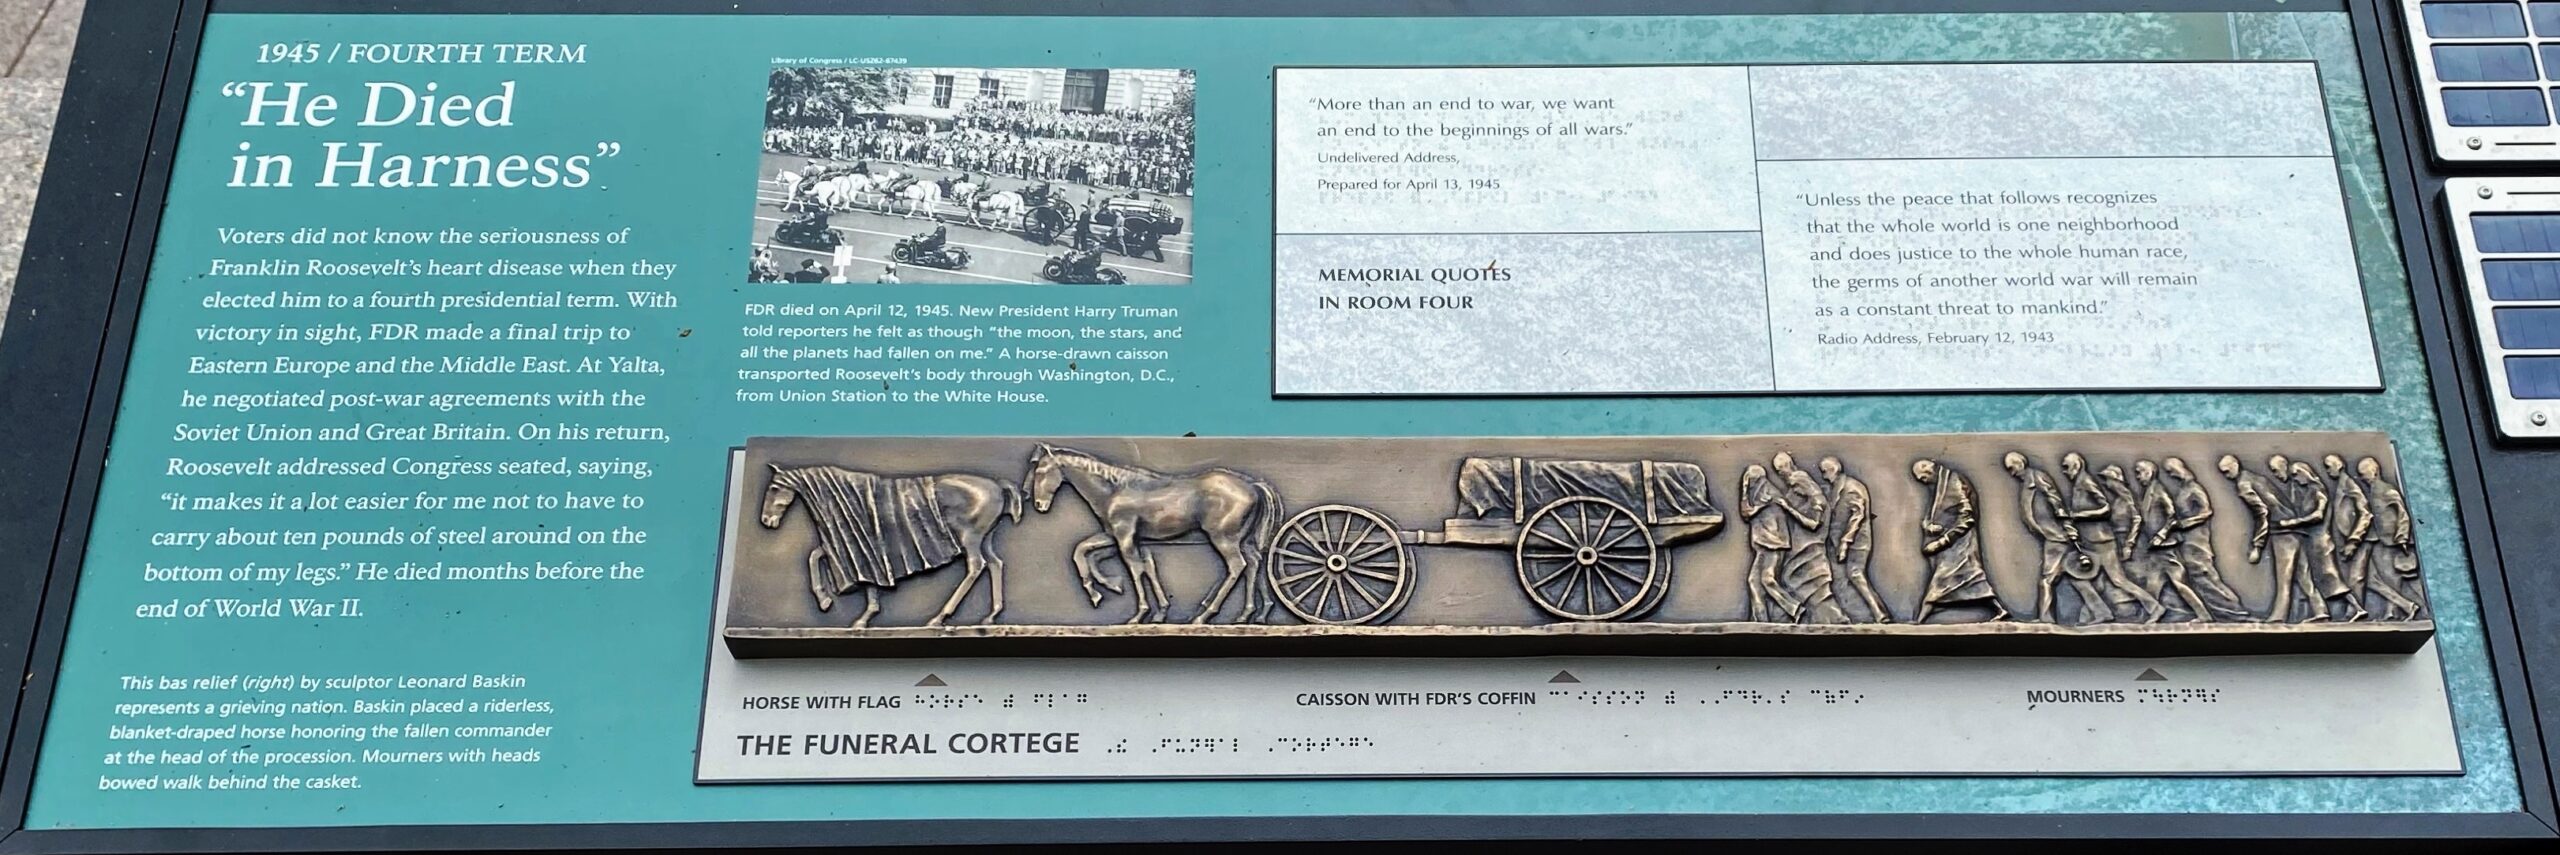 1945 / FOURTH TERM
“He Died
in Harness”
Voters did not know the seriousness of
Franklin Roosevelt’s heart disease when they
elected him to a fourth presidential term. With
victory in sight, FDR made a final trip to
Eastern Europe and the Middle East. At Yalta,
he negotiated post-war agreements with the
Soviet Union and Great Britain. On his return,
Roosevelt addressed Congress seated, saying,
“it makes it a lot easier for me not to have to
carry about ten pounds of steel around on the
bottom of my legs.” He died months before the
end of World War II.
This bas relief (right) by sculptor Leonard Baskin
represents a grieving nation. Baskin placed a riderless,
blanket-draped horse honoring the fallen commander
at the head of the procession. Mourners with heads
bowed walk behind the casket.
Library of Congress / LC-USZ62-67439
FDR died on April 12, 1945. New President Harry Truman
told reporters he felt as though “the moon, the stars, and
all the planets had fallen on me.” A horse-drawn caisson
transported Roosevelt’s body through Washington, D.C.,
from Union Station to the White House.
“More than an end to war, we want
an end to the beginnings of all wars.”
Undelivered Address,
Prepared for April 13, 1945
MEMORIAL QUOTES
IN ROOM FOUR
“Unless the peace that follows recognizes
that the whole world is one neighborhood
and does justice to the whole human race,
the germs of another world war will remain
as a constant threat to mankind.”
Radio Address, February 12, 1943
HORSE WITH FLAG
CAISSON WITH FDR’S COFFIN
MOURNERS
THE FUNERAL CORTEGE